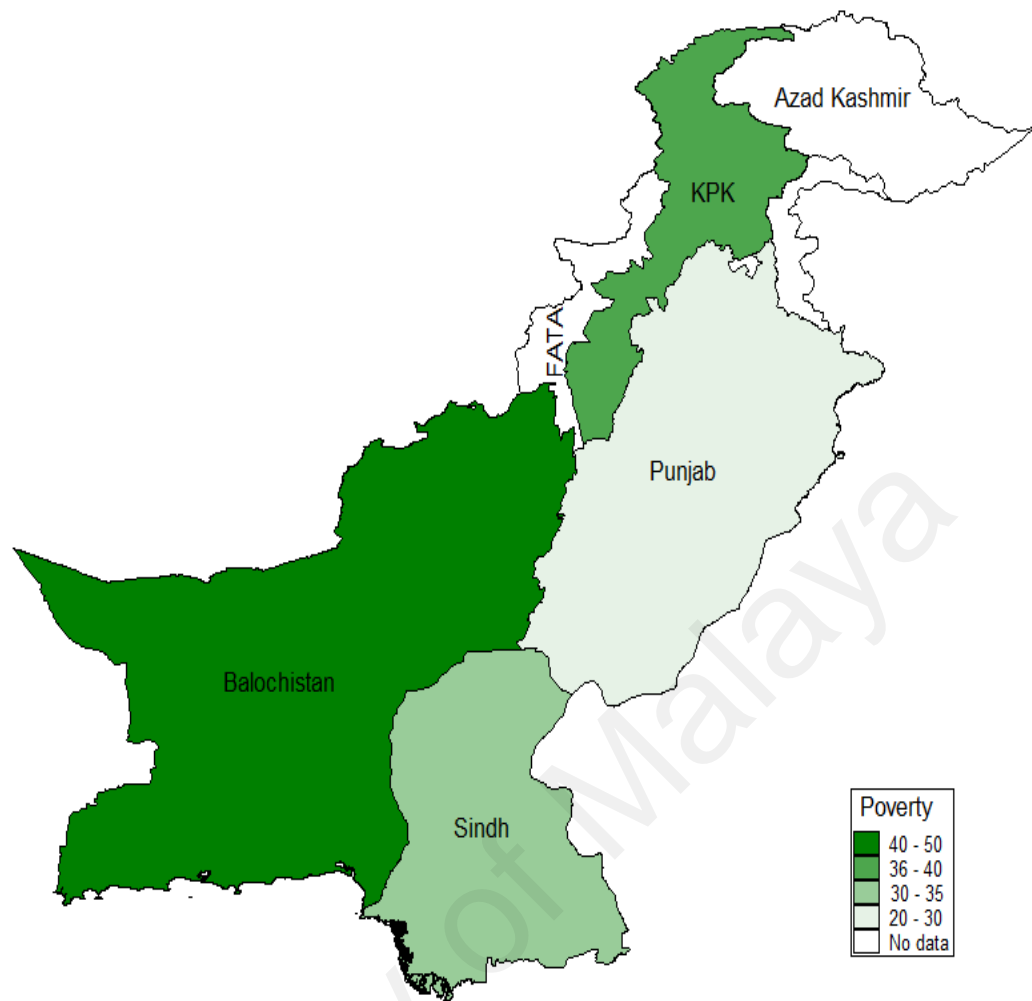 Azad Kashmir
KPK
FATA
Punjab
Balochistan
Sindh
Poverty
40 - 50
36 - 40
30 - 35
20 - 30
No data
of Malaya